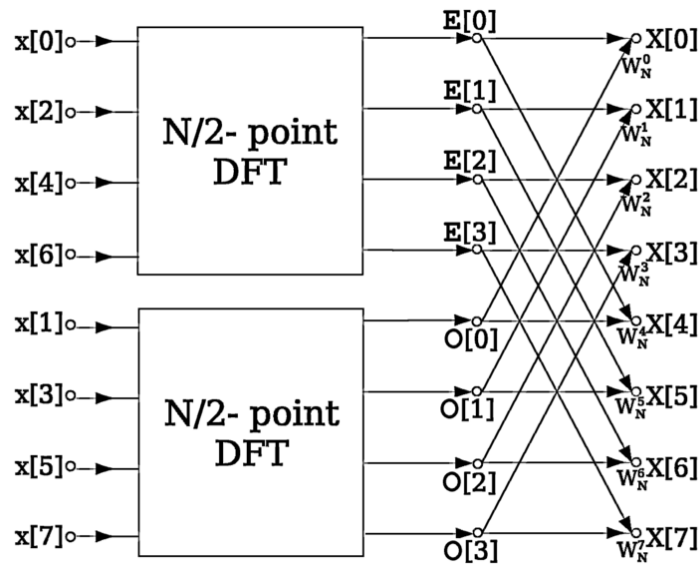 x[0]
x[2]
x[4]
x[6]
x[1]
x[3]
x[5]
x[7]
N/2- point
DFT
N/2- point
DFT
E[0]
E[1]
E[2]
E[3]
O[0]
O[1]
O[2]
O[3]
W_N^0 X[0]
W_N^1 X[1]
W_N^2 X[2]
W_N^3 X[3]
W_N^4 X[4]
W_N^5 X[5]
W_N^6 X[6]
W_N^7 X[7]